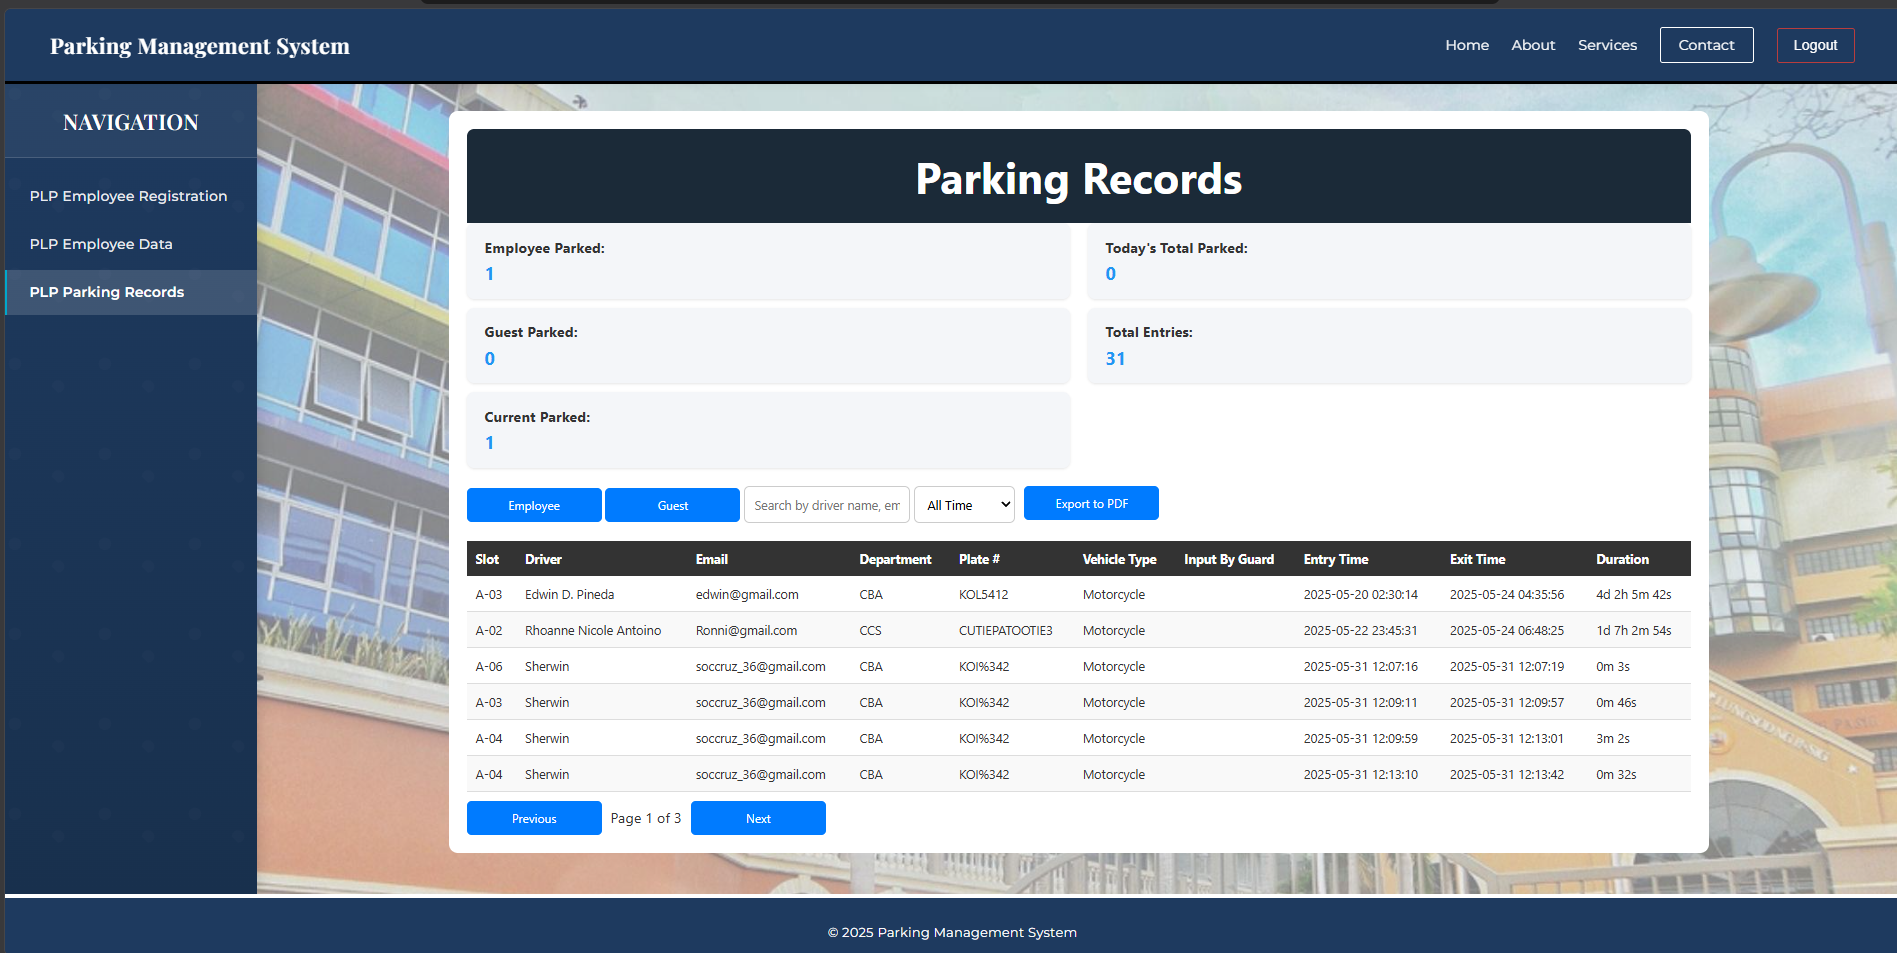 Parking Management System
Home About Services Contact Logout
NAVIGATION
PLP Employee Registration
PLP Employee Data
PLP Parking Records
Parking Records
Employee Parked:
1
Today's Total Parked:
0
Guest Parked:
0
Total Entries:
31
Current Parked:
1
Employee Guest Search by driver name, em All Time Export to PDF
Slot Driver Email Department Plate # Vehicle Type Input By Guard Entry Time Exit Time Duration
A-03 Edwin D. Pineda edwin@gmail.com CBA KOL5412 Motorcycle 2025-05-20 02:30:14 2025-05-24 04:35:56 4d 2h 5m 42s
A-02 Rhoanne Nicole Antoino Ronni@gmail.com CCS CUTIEPATOOTIE3 Motorcycle 2025-05-22 23:45:31 2025-05-24 06:48:25 1d 7h 2m 54s
A-06 Sherwin soccruz_36@gmail.com CBA KOI%342 Motorcycle 2025-05-31 12:07:16 2025-05-31 12:07:19 0m 3s
A-03 Sherwin soccruz_36@gmail.com CBA KOI%342 Motorcycle 2025-05-31 12:09:11 2025-05-31 12:09:57 0m 46s
A-04 Sherwin soccruz_36@gmail.com CBA KOI%342 Motorcycle 2025-05-31 12:09:59 2025-05-31 12:13:01 3m 2s
A-04 Sherwin soccruz_36@gmail.com CBA KOI%342 Motorcycle 2025-05-31 12:13:10 2025-05-31 12:13:42 0m 32s
Previous Page 1 of 3 Next
© 2025 Parking Management System